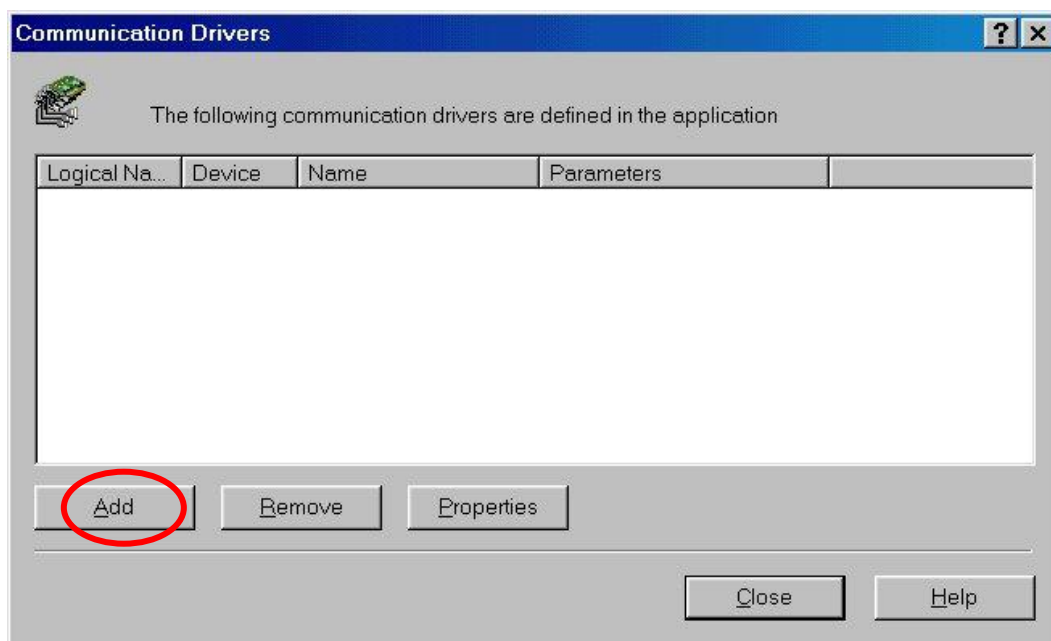 Communication Drivers
The following communication drivers are defined in the application
Logical Na... Device Name Parameters
Add Remove Properties
Close Help